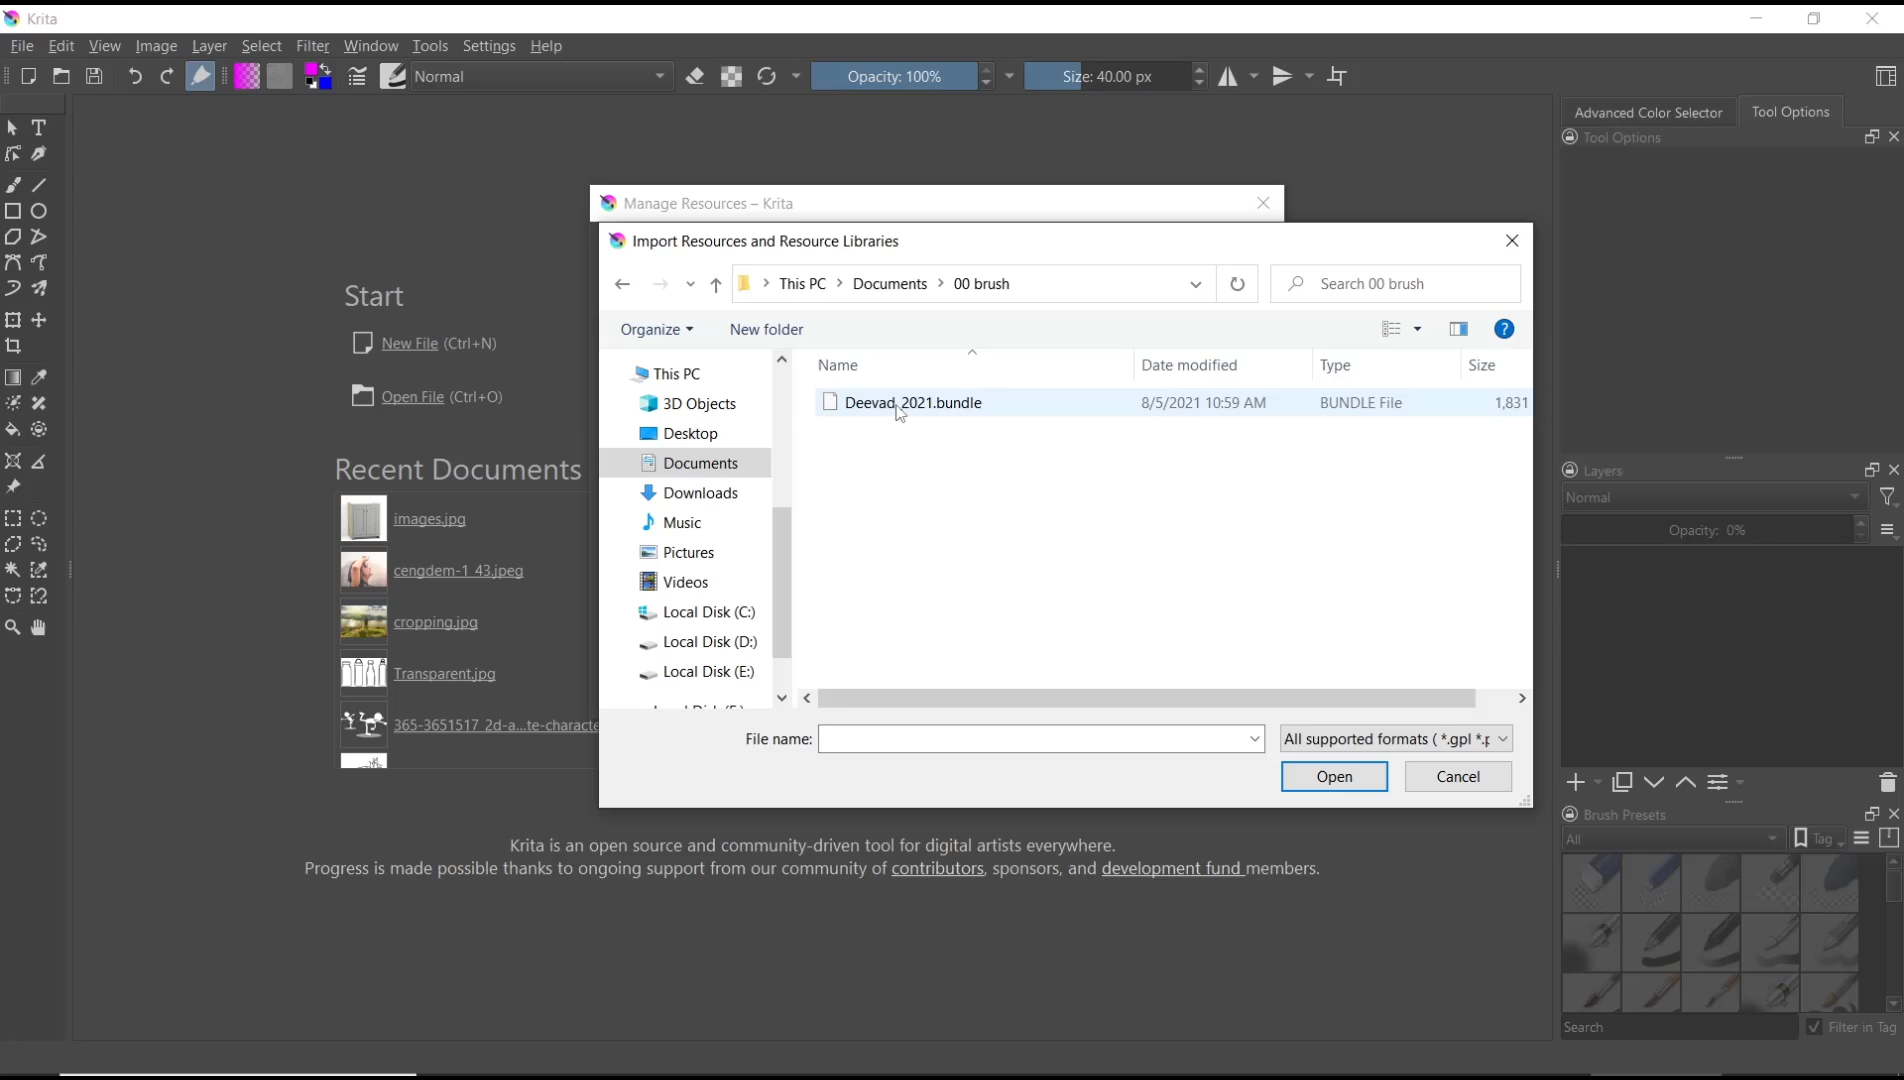 Krita
File Edit View Image Layer Select Filter Window Tools Settings Help
Normal Opacity: 100% Size: 40.00 px
Advanced Color Selector Tool Options
Tool Options
Manage Resources – Krita
Import Resources and Resource Libraries
This PC Documents 00 brush Search 00 brush
Organize New folder
Name Date modified Type Size
Deevad_2021.bundle 8/5/2021 10:59 AM BUNDLE File 1,831
This PC
3D Objects
Desktop
Documents
Downloads
Music
Pictures
Videos
Local Disk (C:)
Local Disk (D:)
Local Disk (E:)
File name: All supported formats ( *.gpl *.p
Open Cancel
Start
New File (Ctrl+N)
Open File (Ctrl+O)
Recent Documents
images.jpg
cengdem-1 43.jpeg
cropping.jpg
Transparent.jpg
365-3651517 2d-a...te-characte
Krita is an open source and community-driven tool for digital artists everywhere.
Progress is made possible thanks to ongoing support from our community of contributors, sponsors, and development fund members.
Layers
Normal
Opacity: 0%
Brush Presets
All Tag
Search Filter in Tag